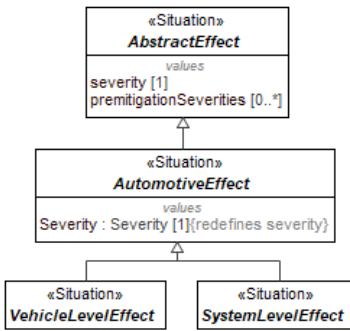 «Situation»
AbstractEffect
values
severity [1]
premitigationSeverities [0..*]
«Situation»
AutomotiveEffect
values
Severity : Severity [1]{redefines severity}
«Situation»
VehicleLevelEffect
«Situation»
SystemLevelEffect